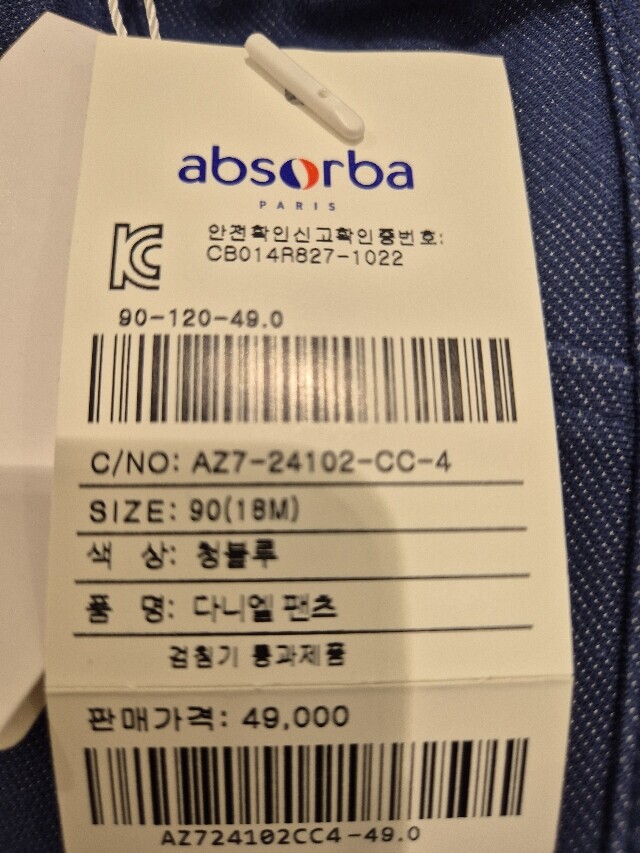 absorba
PARIS
안전확인신고확인증번호:
CB014R827-1022
90-120-49.0
C/NO: AZ7-24102-CC-4
SIZE: 90(18M)
색 상: 청블루
품 명: 다니엘 팬츠
검침기 통과제품
판매가격: 49,000
AZ724102CC4-49.0